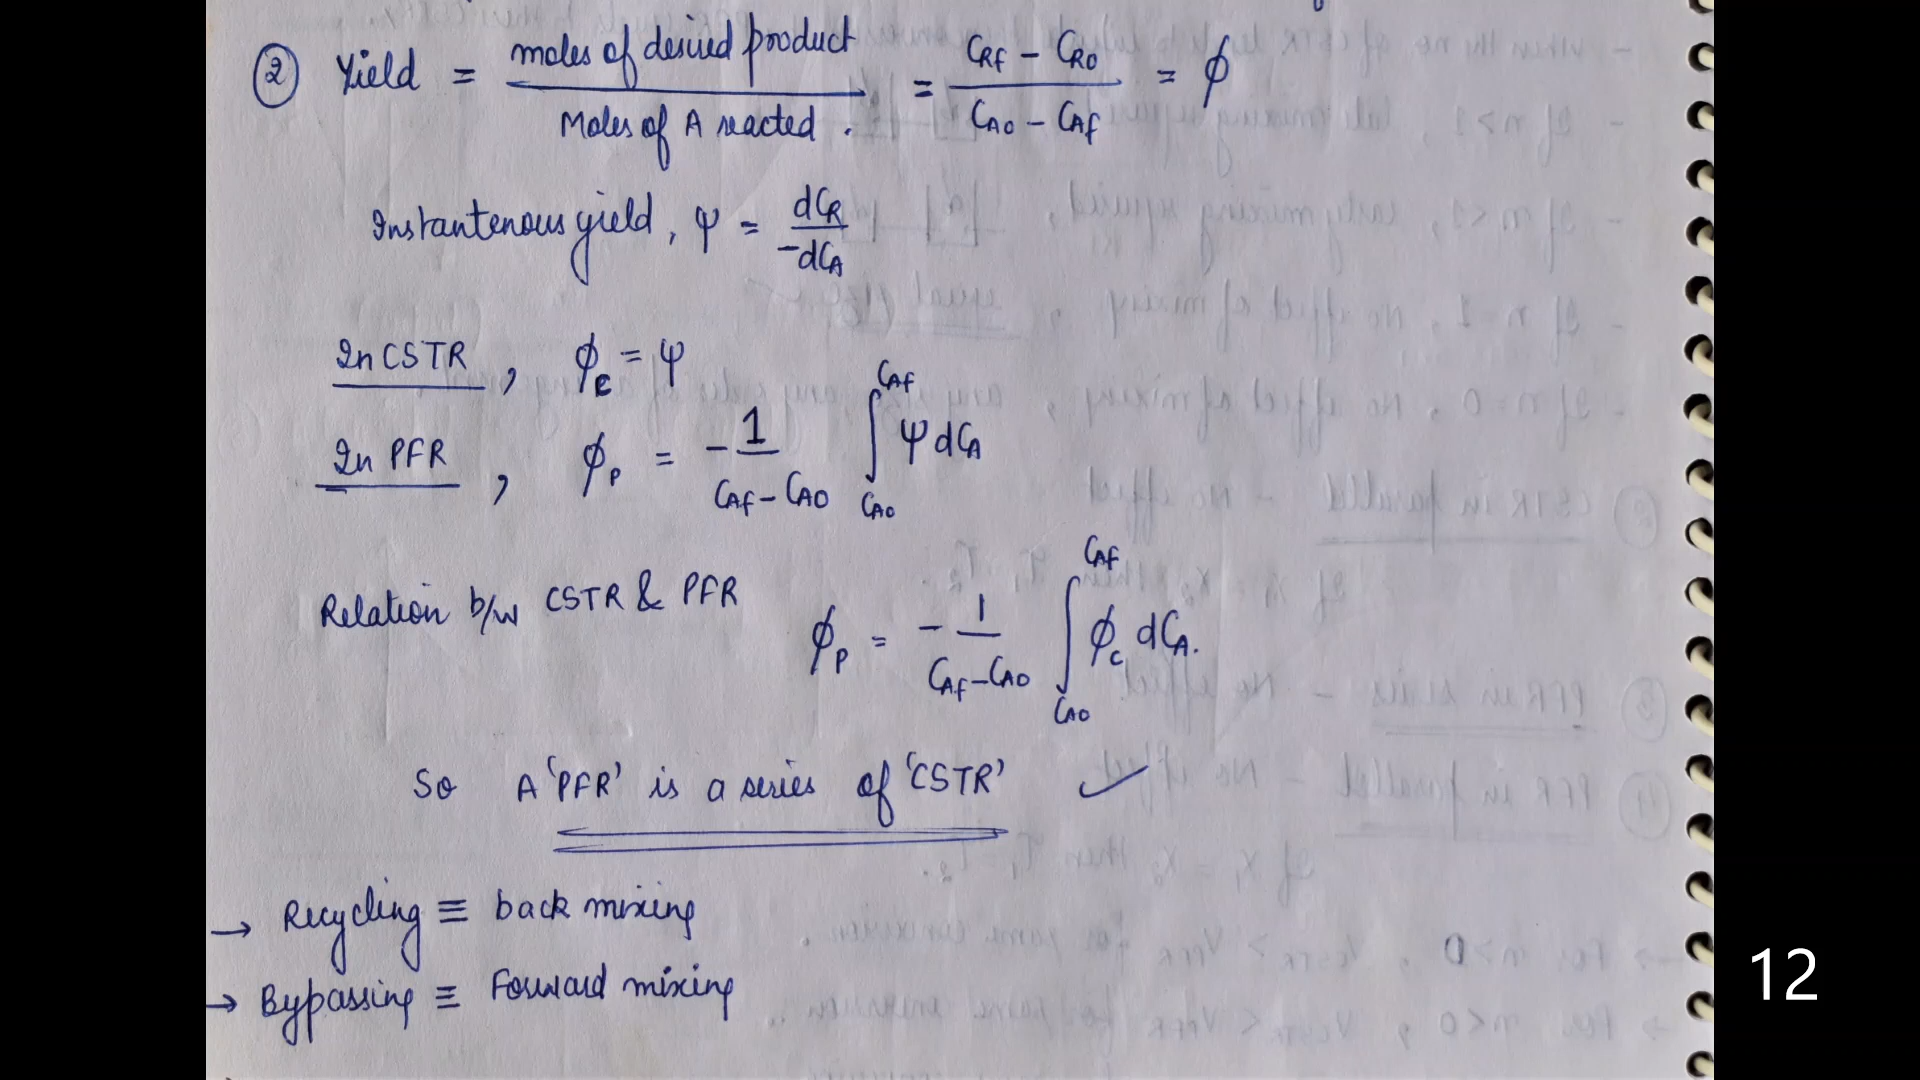 ② Yield = moles of desired product / Moles of A reacted . = CRf - CR0 / CA0 - CAf = φ
Instantenous yield , ψ = dCR / -dCA
In CSTR , φc = ψ
In PFR , φp = - 1 / CAf - CA0 ∫CA0^CAf ψ dCA
Relation b/w CSTR & PFR φp = - 1 / CAf - CA0 ∫CA0^CAf φc dCA.
So A 'PFR' is a series of 'CSTR' ✓
→ Recycling ≡ back mixing
→ Bypassing ≡ Forward mixing
12